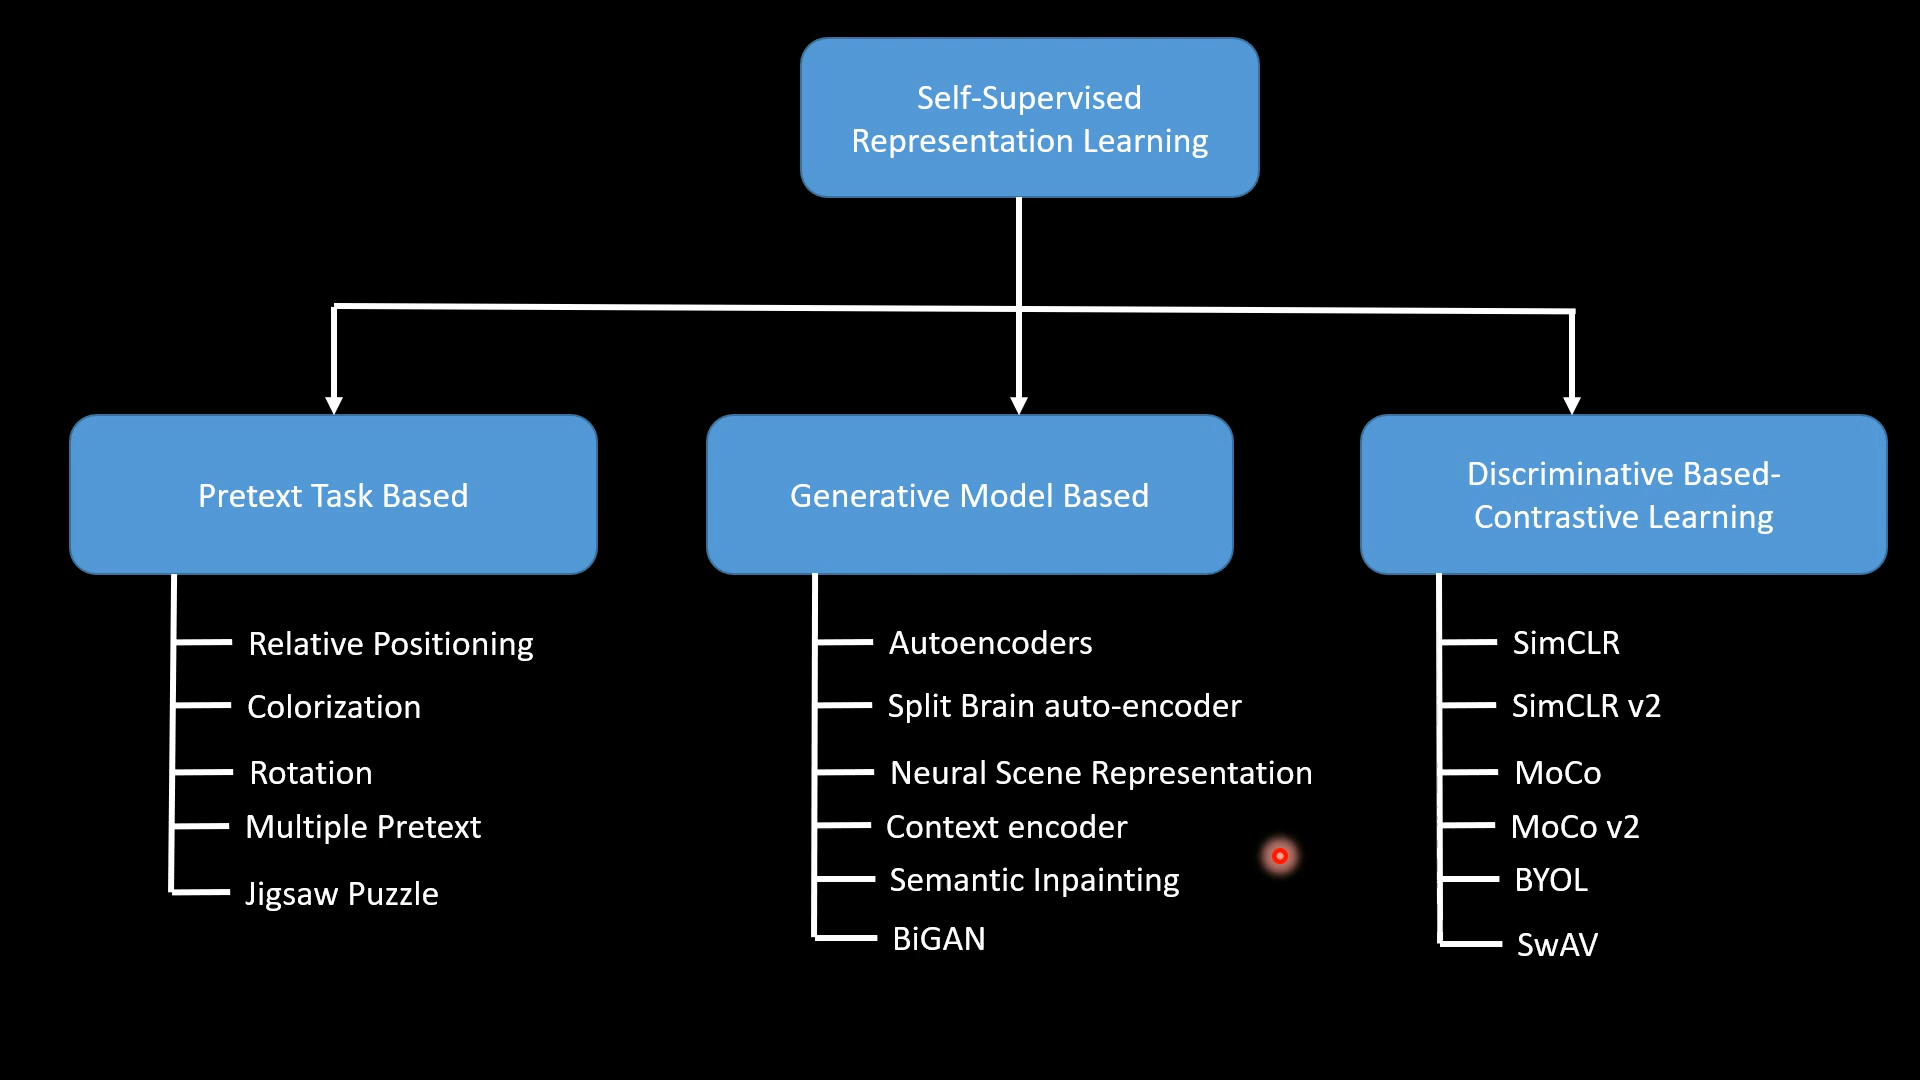 Self-Supervised
Representation Learning
Pretext Task Based
Relative Positioning
Colorization
Rotation
Multiple Pretext
Jigsaw Puzzle
Generative Model Based
Autoencoders
Split Brain auto-encoder
Neural Scene Representation
Context encoder
Semantic Inpainting
BiGAN
Discriminative Based-
Contrastive Learning
SimCLR
SimCLR v2
MoCo
MoCo v2
BYOL
SwAV